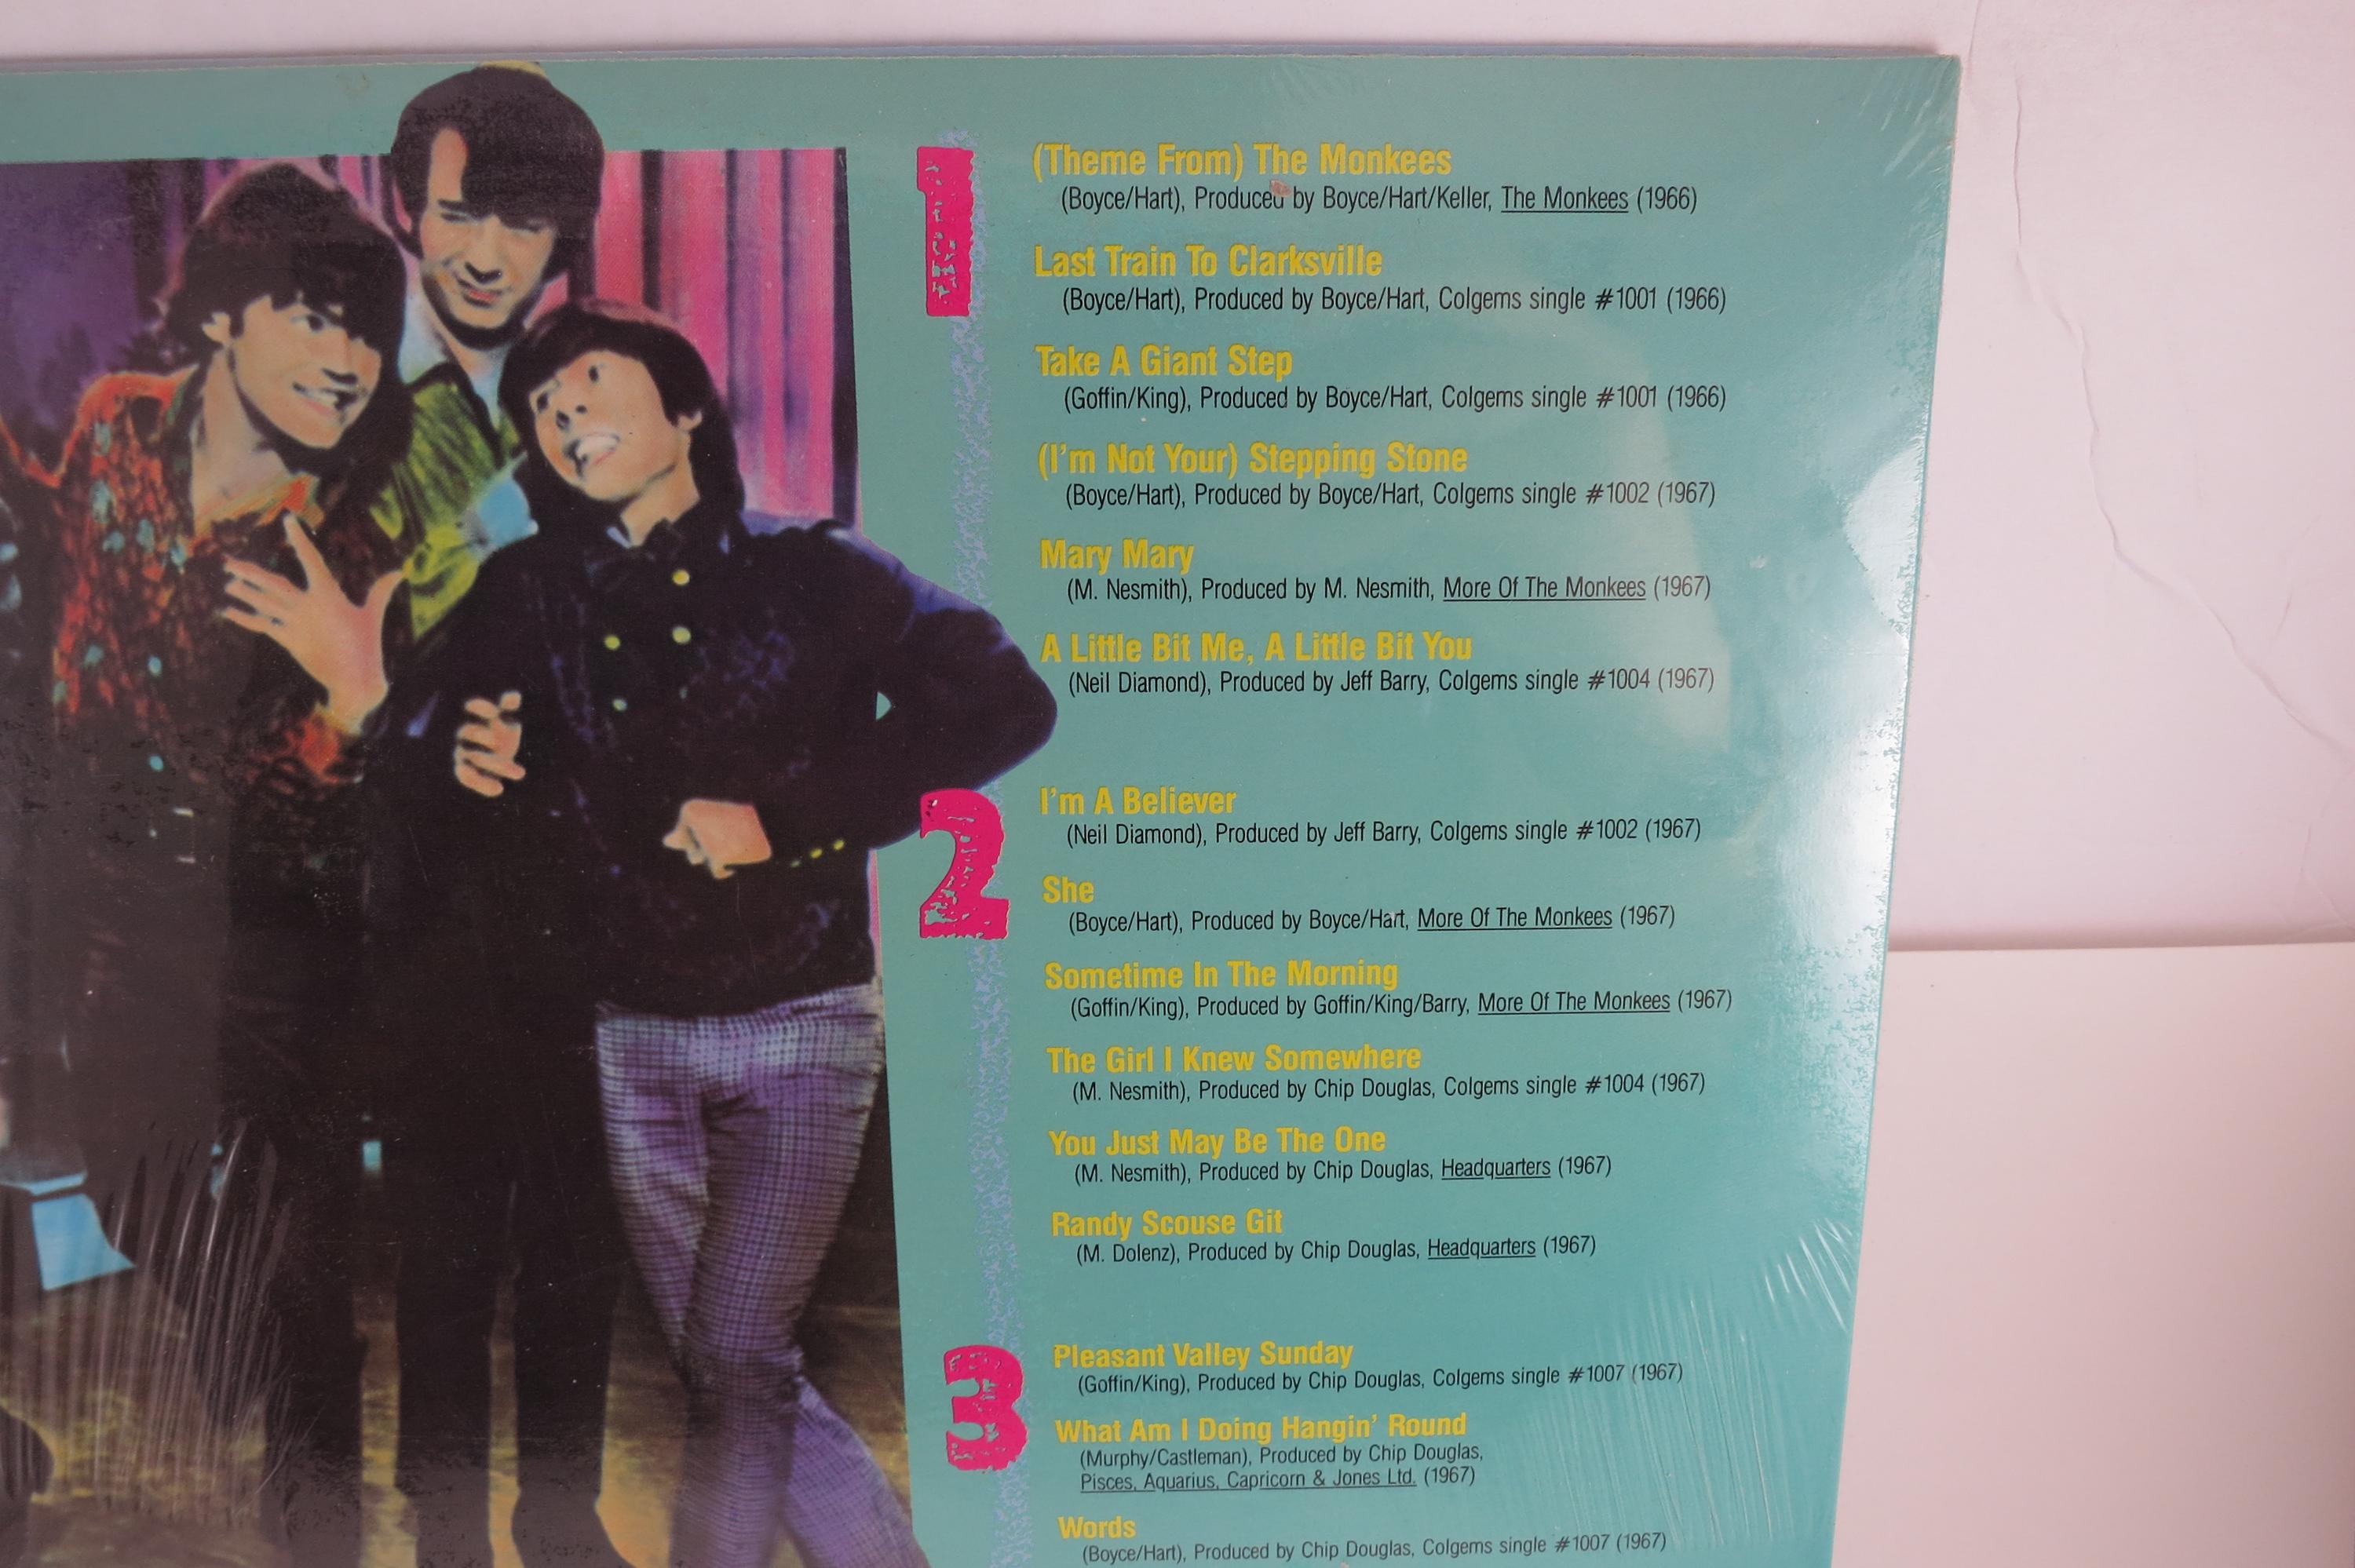 1
(Theme From) The Monkees
(Boyce/Hart), Produced by Boyce/Hart/Keller, The Monkees (1966)
Last Train To Clarksville
(Boyce/Hart), Produced by Boyce/Hart, Colgems single #1001 (1966)
Take A Giant Step
(Goffin/King), Produced by Boyce/Hart, Colgems single #1001 (1966)
(I'm Not Your) Stepping Stone
(Boyce/Hart), Produced by Boyce/Hart, Colgems single #1002 (1967)
Mary Mary
(M. Nesmith), Produced by M. Nesmith, More Of The Monkees (1967)
A Little Bit Me, A Little Bit You
(Neil Diamond), Produced by Jeff Barry, Colgems single #1004 (1967)
2
I'm A Believer
(Neil Diamond), Produced by Jeff Barry, Colgems single #1002 (1967)
She
(Boyce/Hart), Produced by Boyce/Hart, More Of The Monkees (1967)
Sometime In The Morning
(Goffin/King), Produced by Goffin/King/Barry, More Of The Monkees (1967)
The Girl I Knew Somewhere
(M. Nesmith), Produced by Chip Douglas, Colgems single #1004 (1967)
You Just May Be The One
(M. Nesmith), Produced by Chip Douglas, Headquarters (1967)
Randy Scouse Git
(M. Dolenz), Produced by Chip Douglas, Headquarters (1967)
3
Pleasant Valley Sunday
(Goffin/King), Produced by Chip Douglas, Colgems single #1007 (1967)
What Am I Doing Hangin' Round
(Murphy/Castleman), Produced by Chip Douglas,
Pisces, Aquarius, Capricorn & Jones Ltd. (1967)
Words
(Boyce/Hart), Produced by Chip Douglas, Colgems single #1007 (1967)